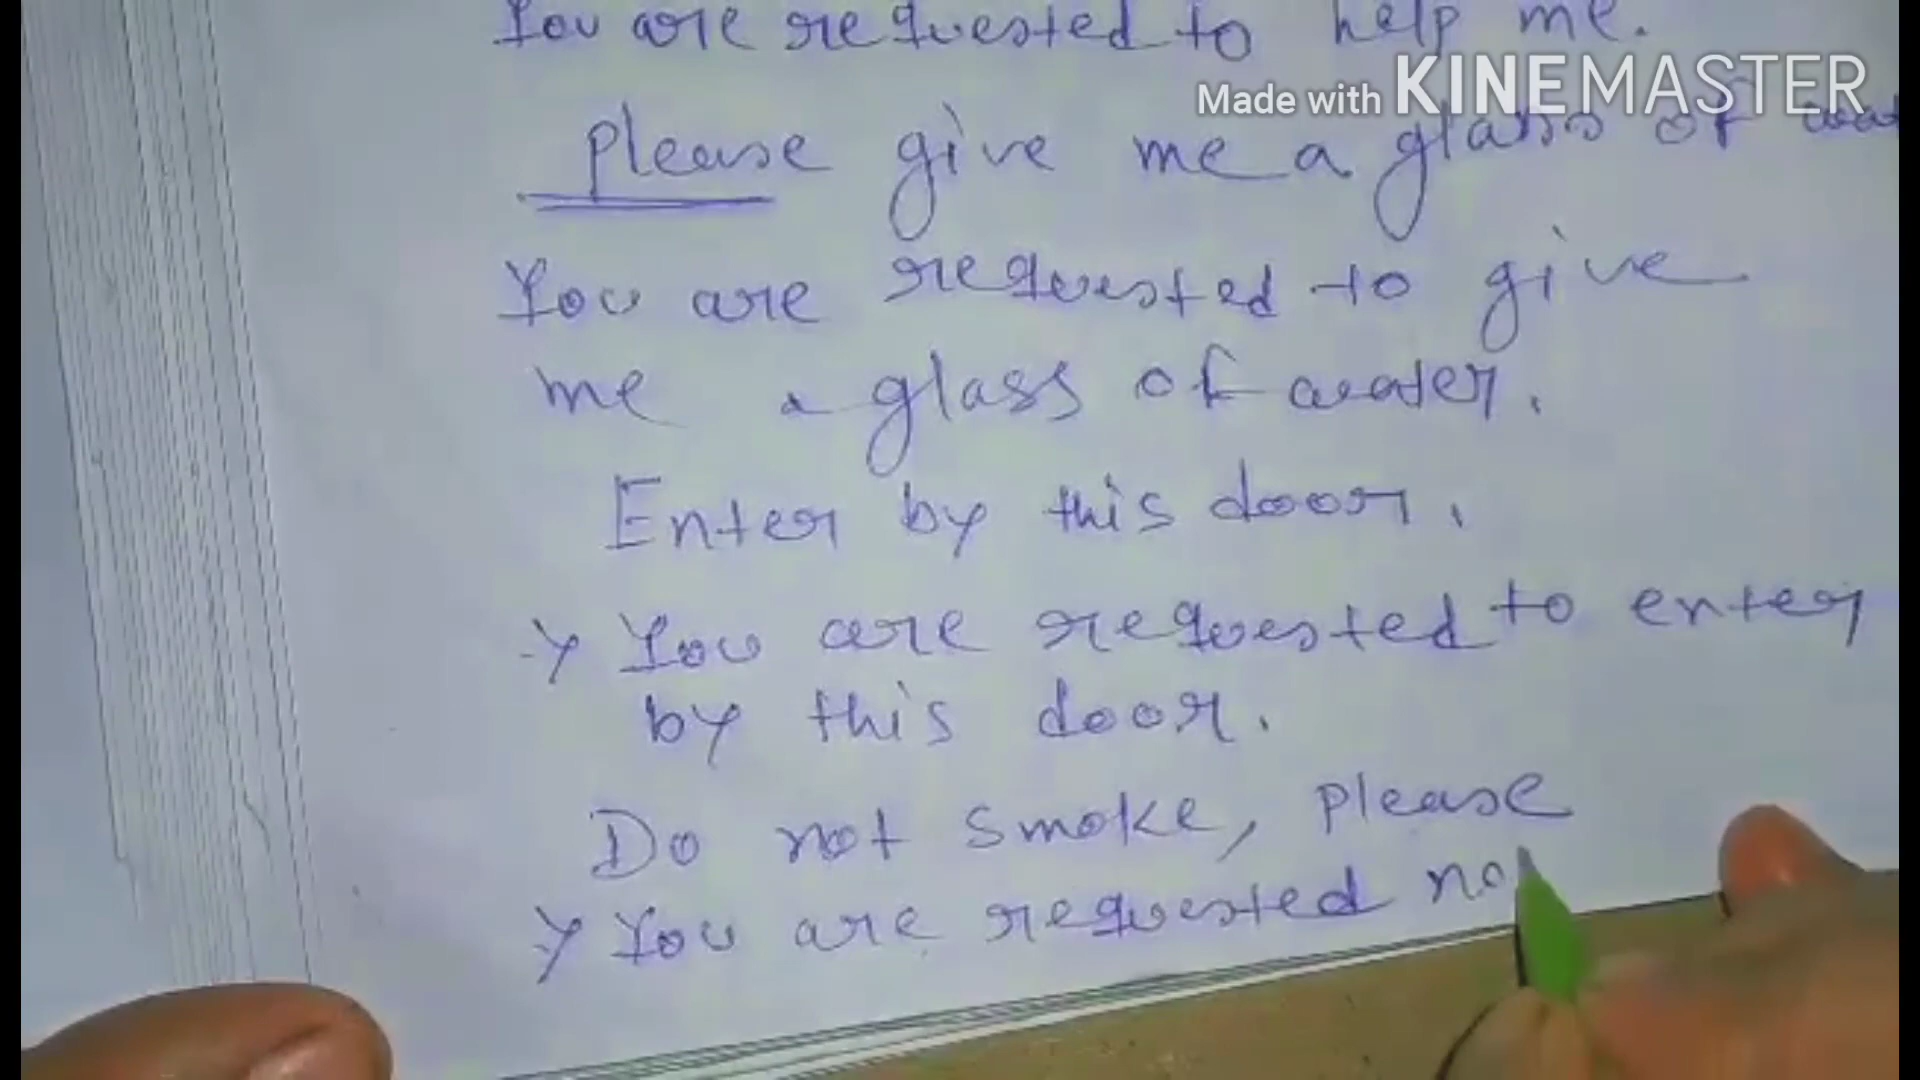 You are requested to help me.
Made with KINEMASTER
please give me a glass of
You are requested to give
me a glass of water.
Enter by this door.
You are requested to enter
by this door.
Do not smoke, please
You are requested no